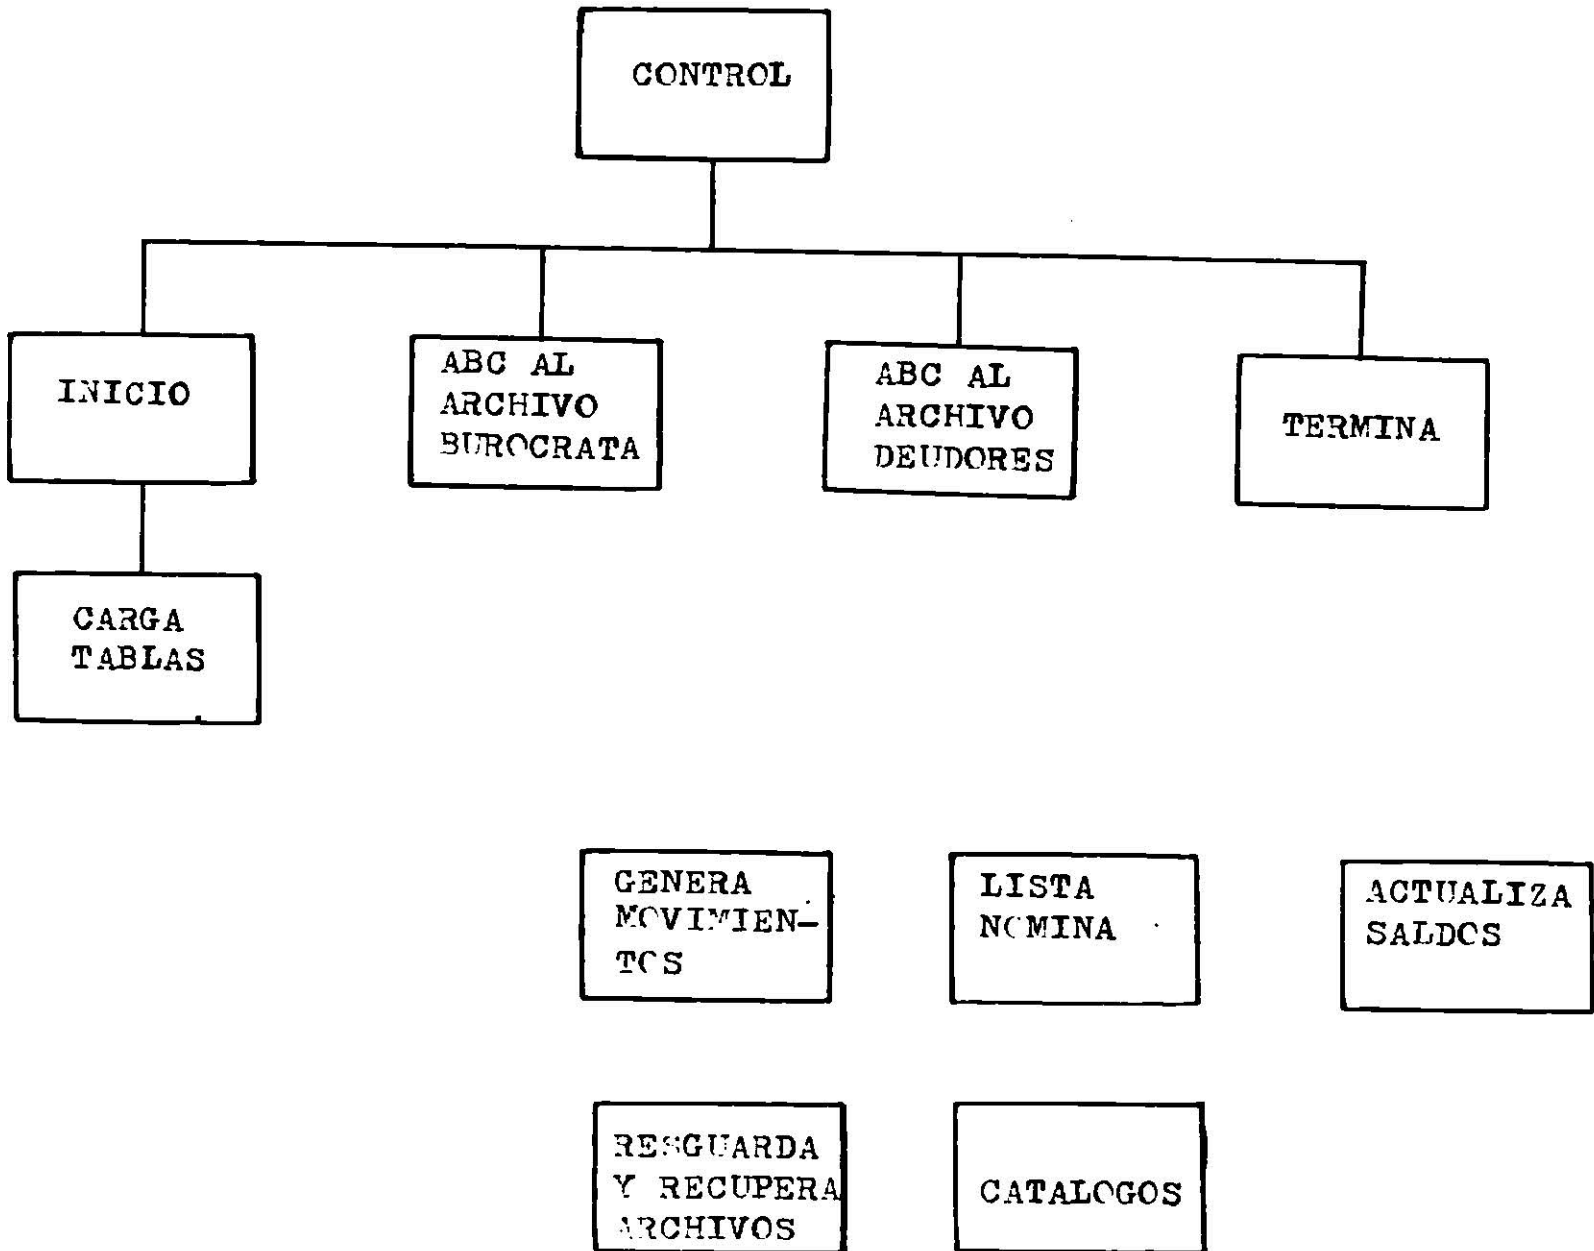 CONTROL
INICIO
ABC AL
ARCHIVO
BUROCRATA
ABC AL
ARCHIVO
DEUDORES
TERMINA
CARGA
TABLAS
GENERA
MOVIMIEN-
TOS
LISTA
NOMINA
ACTUALIZA
SALDOS
RESGUARDA
Y RECUPERA
ARCHIVOS
CATALOGOS